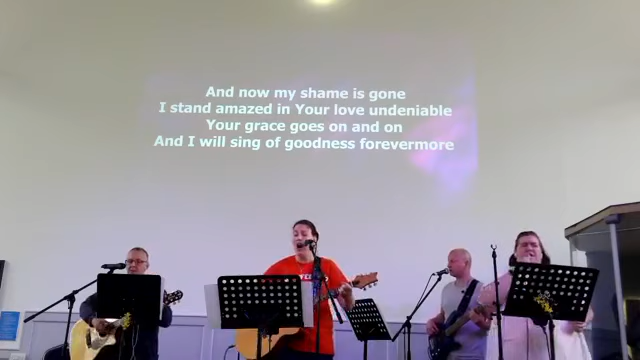 And now my shame is gone
I stand amazed in Your love undeniable
Your grace goes on and on
And I will sing of goodness forevermore